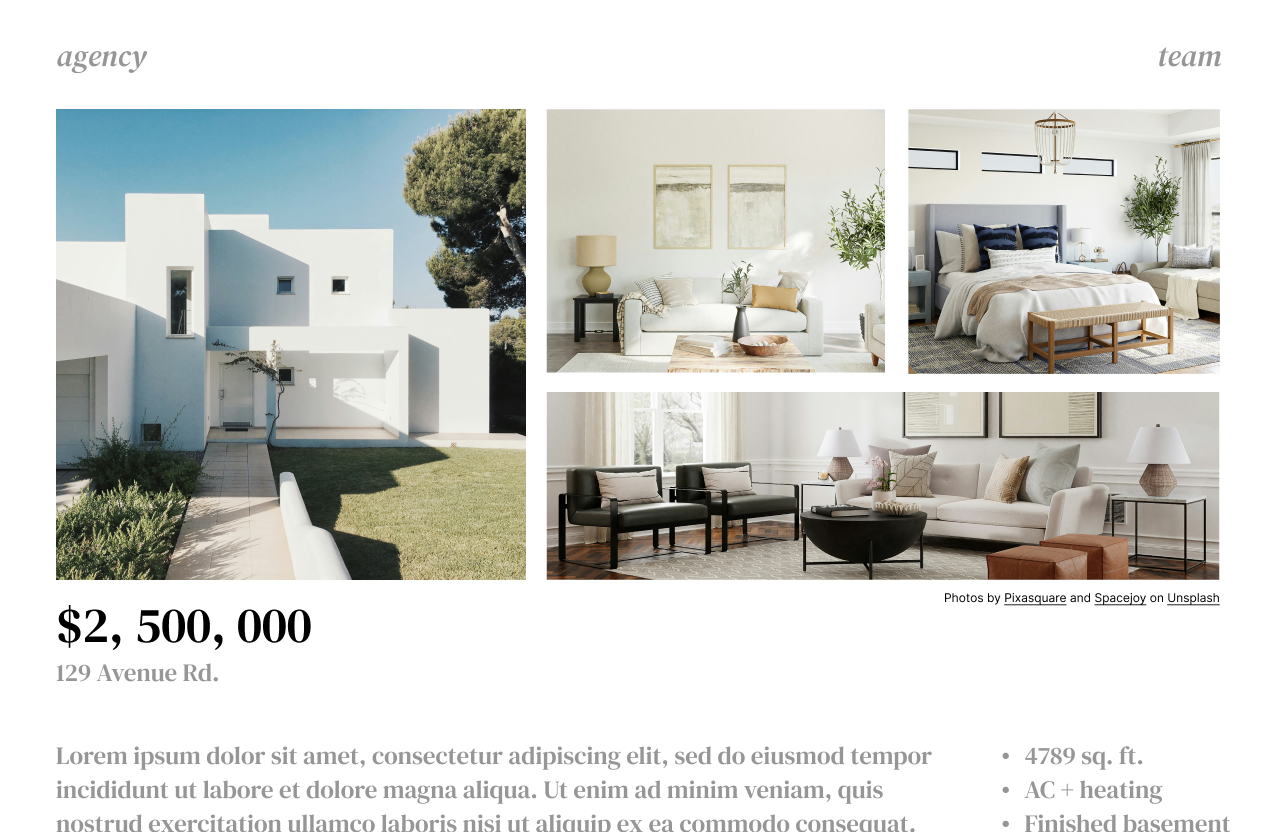 agency
team
Photos by Pixasquare and Spacejoy on Unsplash
$2, 500, 000
129 Avenue Rd.
Lorem ipsum dolor sit amet, consectetur adipiscing elit, sed do eiusmod tempor
incididunt ut labore et dolore magna aliqua. Ut enim ad minim veniam, quis
nostrud exercitation ullamco laboris nisi ut aliquip ex ea commodo consequat.
• 4789 sq. ft.
• AC + heating
• Finished basement